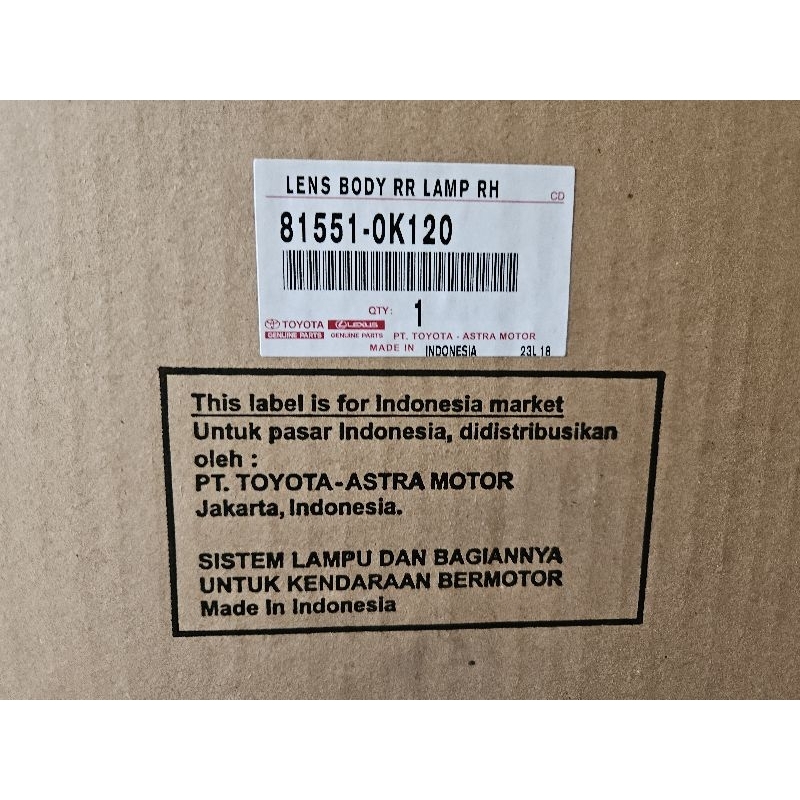 LENS BODY RR LAMP RH
CD
81551-0K120
QTY: 1
TOYOTA LEXUS
GENUINE PARTS GENUINE PARTS PT. TOYOTA - ASTRA MOTOR
MADE IN INDONESIA 23L 18
This label is for Indonesia market
Untuk pasar Indonesia, didistribusikan
oleh :
PT. TOYOTA-ASTRA MOTOR
Jakarta, Indonesia.
SISTEM LAMPU DAN BAGIANNYA
UNTUK KENDARAAN BERMOTOR
Made In Indonesia